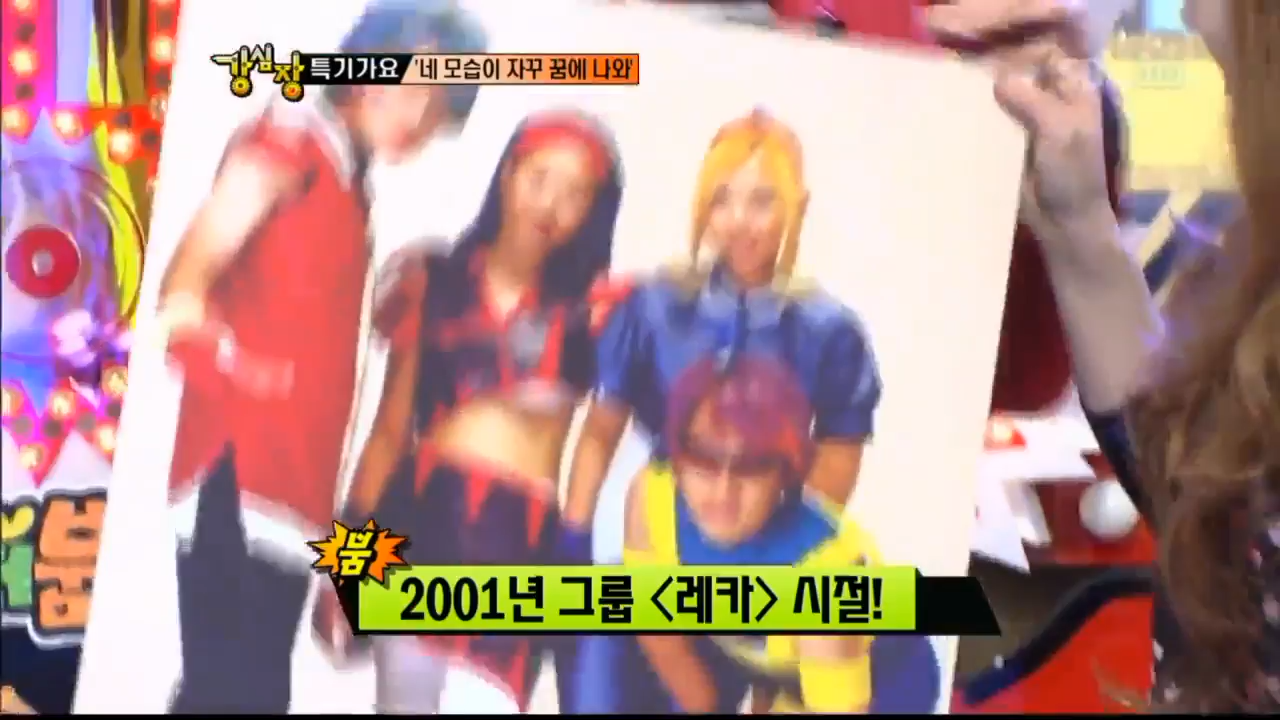 강심장 특기가요 '네 모습이 자꾸 꿈에 나와'
붐
2001년 그룹 <레카> 시절!